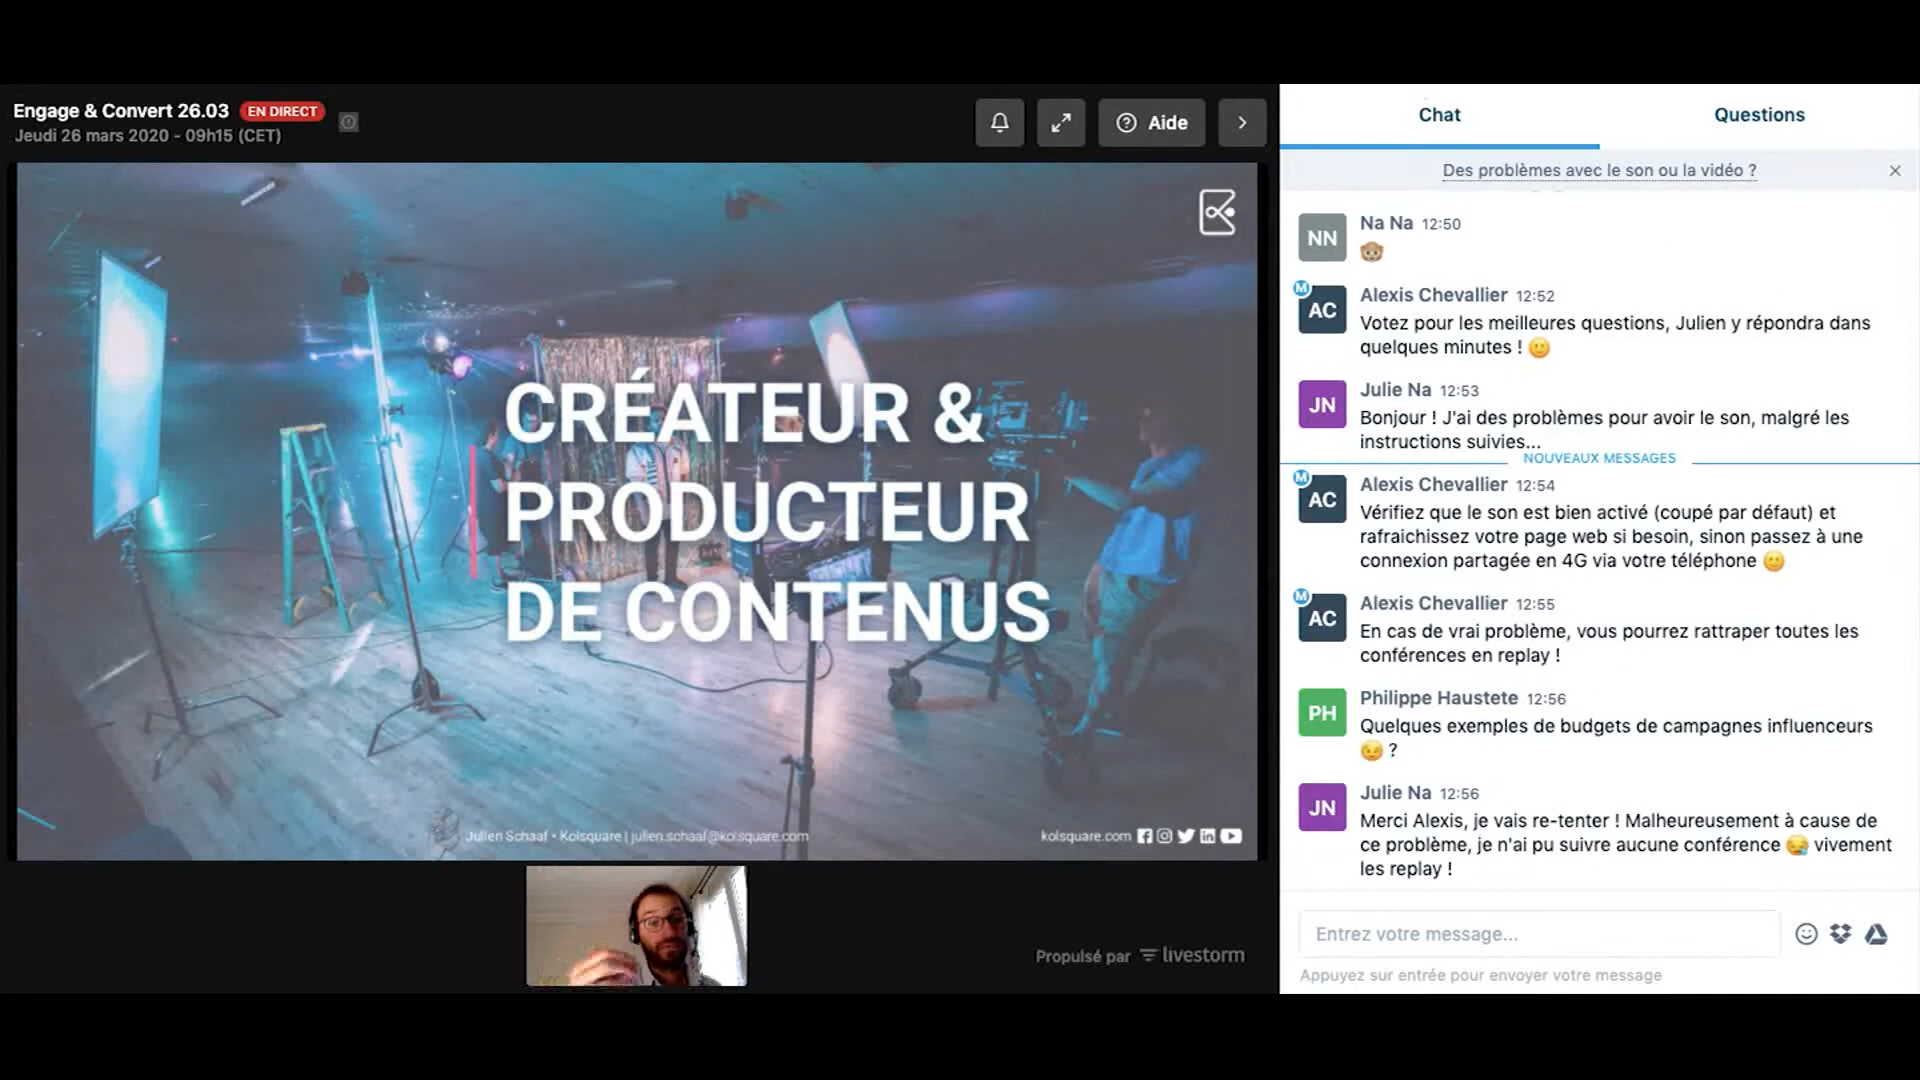 Engage & Convert 26.03 EN DIRECT
Jeudi 26 mars 2020 - 09h15 (CET)
Aide
CRÉATEUR &
PRODUCTEUR
DE CONTENUS
Julien Schaaf • Kolsquare | julien.schaaf@kolsquare.com
kolsquare.com
Propulsé par livestorm
Chat
Questions
Des problèmes avec le son ou la vidéo ?
NN
Na Na 12:50
M
AC
Alexis Chevallier 12:52
Votez pour les meilleures questions, Julien y répondra dans
quelques minutes ! 🙂
JN
Julie Na 12:53
Bonjour ! J'ai des problèmes pour avoir le son, malgré les
instructions suivies...
NOUVEAUX MESSAGES
M
AC
Alexis Chevallier 12:54
Vérifiez que le son est bien activé (coupé par défaut) et
rafraichissez votre page web si besoin, sinon passez à une
connexion partagée en 4G via votre téléphone 🙂
M
AC
Alexis Chevallier 12:55
En cas de vrai problème, vous pourrez rattraper toutes les
conférences en replay !
PH
Philippe Haustete 12:56
Quelques exemples de budgets de campagnes influenceurs
😉 ?
JN
Julie Na 12:56
Merci Alexis, je vais re-tenter ! Malheureusement à cause de
ce problème, je n'ai pu suivre aucune conférence 😪 vivement
les replay !
Entrez votre message...
Appuyez sur entrée pour envoyer votre message